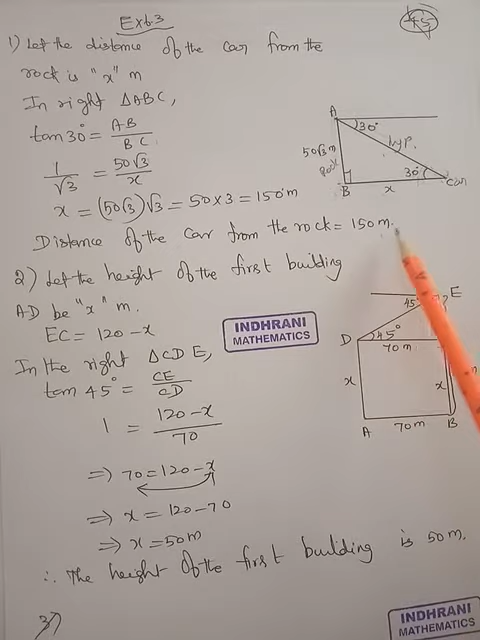 Ex 6.3
45
1) Let the distance of the car from the
rock is "x" m
In right ΔABC,
tan 30° = AB/BC
1/√3 = 50√3/x
x = (50√3)√3 = 50×3 = 150m
Distance of the car from the rock = 150 m.
A
30°
hyp.
50√3 m
Rock
30°
Car
B
x
2) Let the height of the first building
AD be "x" m.
EC = 120 - x
In the right ΔCDE,
tan 45° = CE/CD
1 = 120-x/70
⇒ 70 = 120 - x
⇒ x = 120 - 70
⇒ x = 50m
∴ The height of the first building is 50 m.
INDHRANI
MATHEMATICS
E
45°
D
45°
70 m
x
x
m
A
70 m
B
3)
INDHRANI
MATHEMATICS